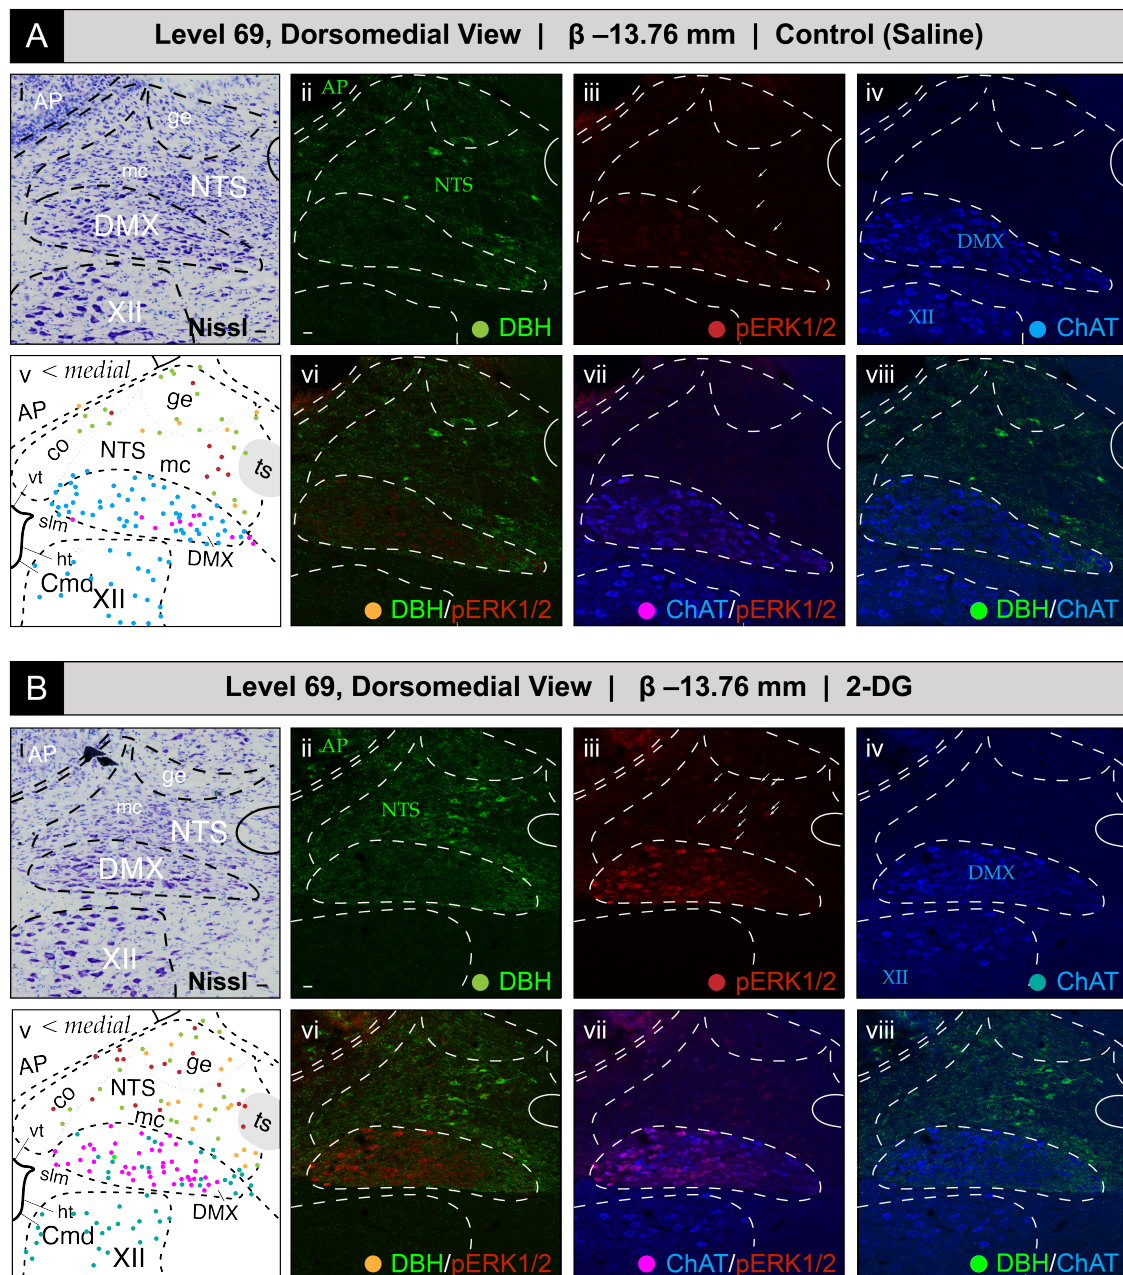 A Level 69, Dorsomedial View | β –13.76 mm | Control (Saline)
i AP ge mc NTS DMX XII Nissl
ii AP NTS DBH
iii pERK1/2
iv DMX XII ChAT
v < medial AP ge co NTS mc ts vt slm ht DMX Cmd XII
vi DBH/pERK1/2
vii ChAT/pERK1/2
viii DBH/ChAT
B Level 69, Dorsomedial View | β –13.76 mm | 2-DG
i AP ge mc NTS DMX XII Nissl
ii AP NTS DBH
iii pERK1/2
iv DMX XII ChAT
v < medial AP ge NTS co mc ts vt slm ht DMX Cmd XII
vi DBH/pERK1/2
vii ChAT/pERK1/2
viii DBH/ChAT